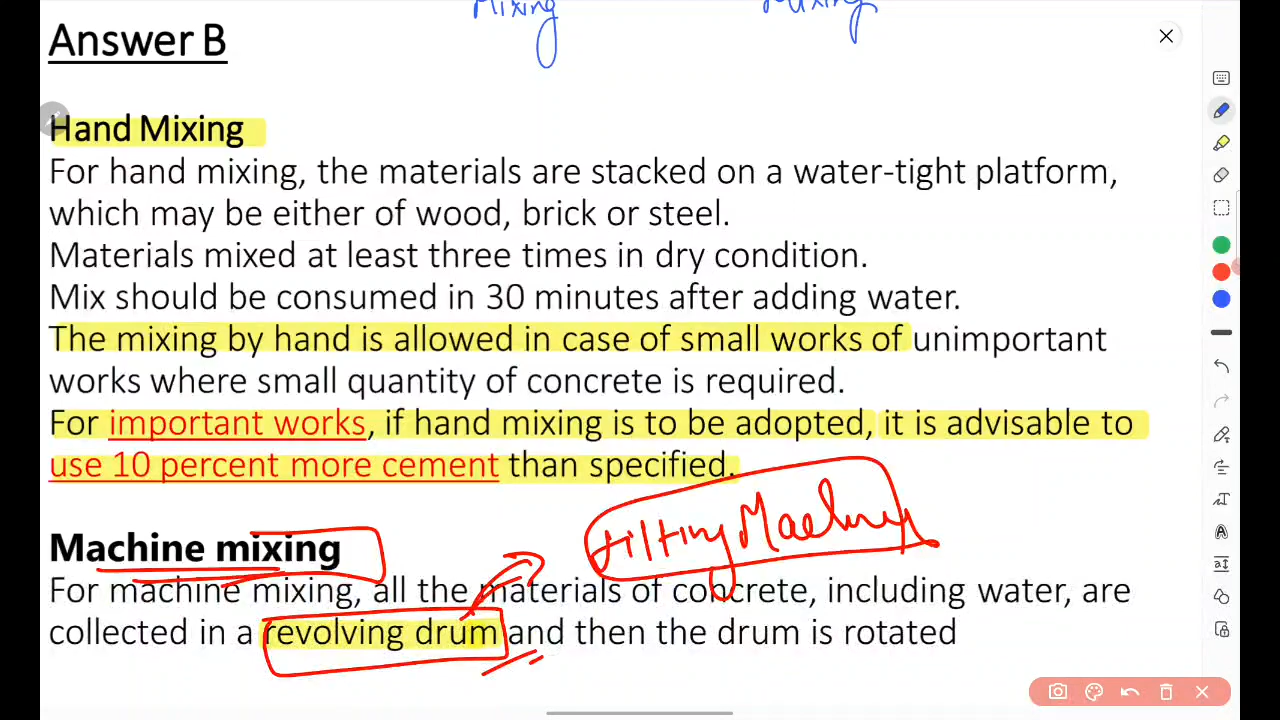 Mixing Mixing
Answer B
Hand Mixing
For hand mixing, the materials are stacked on a water-tight platform,
which may be either of wood, brick or steel.
Materials mixed at least three times in dry condition.
Mix should be consumed in 30 minutes after adding water.
The mixing by hand is allowed in case of small works of unimportant
works where small quantity of concrete is required.
For important works, if hand mixing is to be adopted, it is advisable to
use 10 percent more cement than specified.
tilting Machine
Machine mixing
For machine mixing, all the materials of concrete, including water, are
collected in a revolving drum and then the drum is rotated